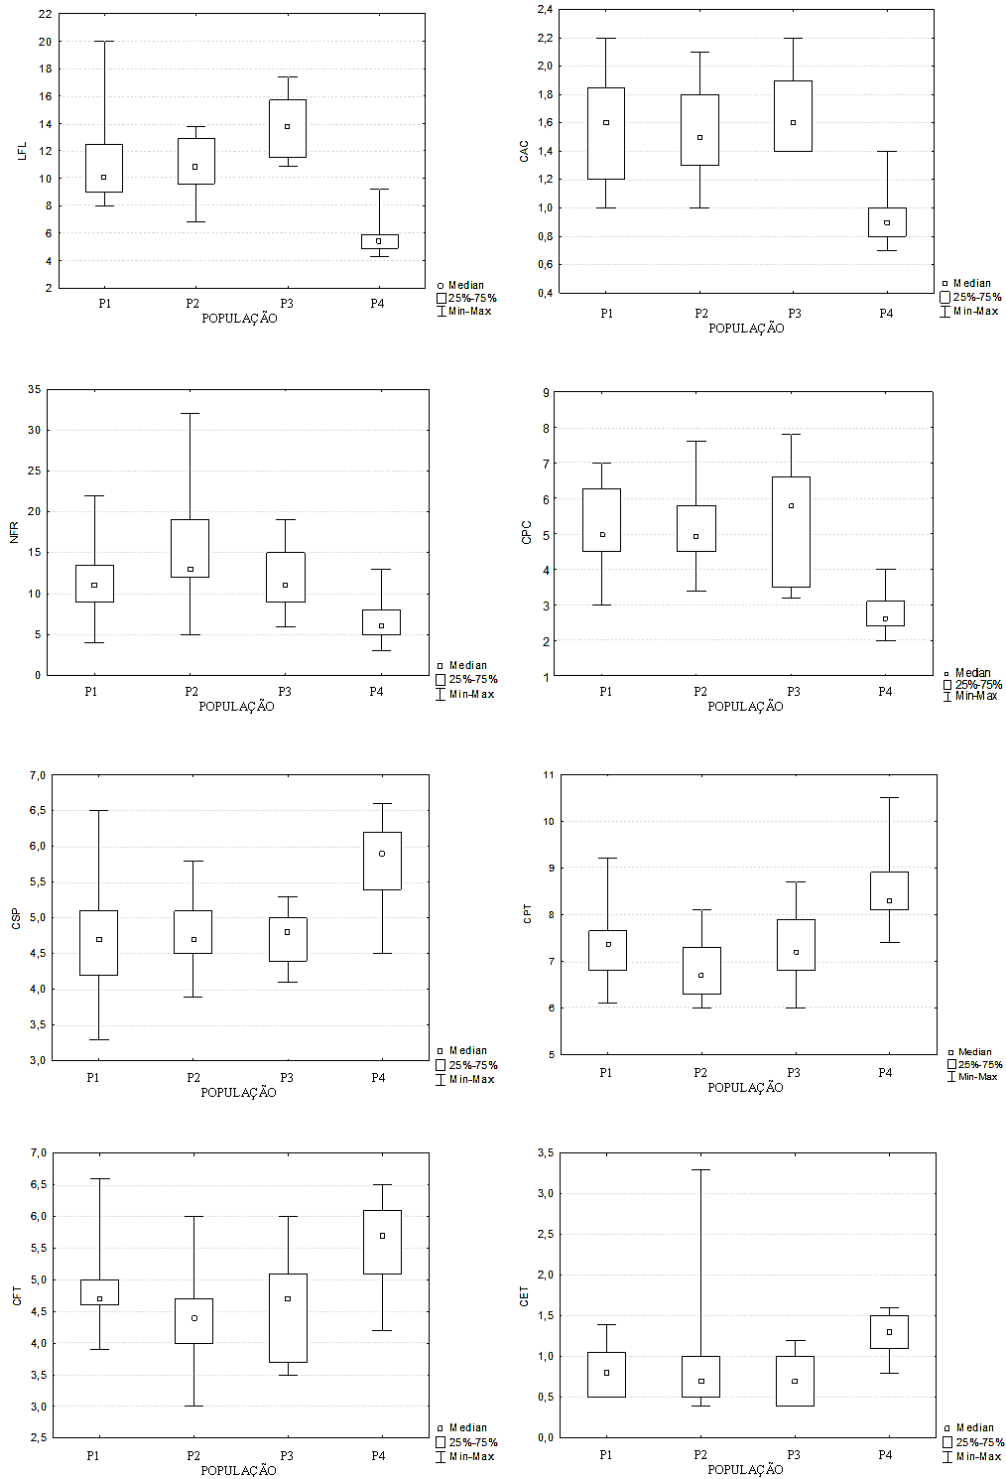 22
20
18
16
14
12
10
8
6
4
2
LFL
P1 P2 P3 P4
POPULAÇÃO
Median
25%-75%
Min-Max
2,4
2,2
2,0
1,8
1,6
1,4
1,2
1,0
0,8
0,6
0,4
CAC
P1 P2 P3 P4
POPULAÇÃO
Median
25%-75%
Min-Max
35
30
25
20
15
10
5
0
NFR
P1 P2 P3 P4
POPULAÇÃO
Median
25%-75%
Min-Max
9
8
7
6
5
4
3
2
1
CPC
P1 P2 P3 P4
POPULAÇÃO
Median
25%-75%
Min-Max
7,0
6,5
6,0
5,5
5,0
4,5
4,0
3,5
3,0
CSP
P1 P2 P3 P4
POPULAÇÃO
Median
25%-75%
Min-Max
11
10
9
8
7
6
5
CPT
P1 P2 P3 P4
POPULAÇÃO
Median
25%-75%
Min-Max
7,0
6,5
6,0
5,5
5,0
4,5
4,0
3,5
3,0
2,5
CFT
P1 P2 P3 P4
POPULAÇÃO
Median
25%-75%
Min-Max
3,5
3,0
2,5
2,0
1,5
1,0
0,5
0,0
CET
P1 P2 P3 P4
POPULAÇÃO
Median
25%-75%
Min-Max